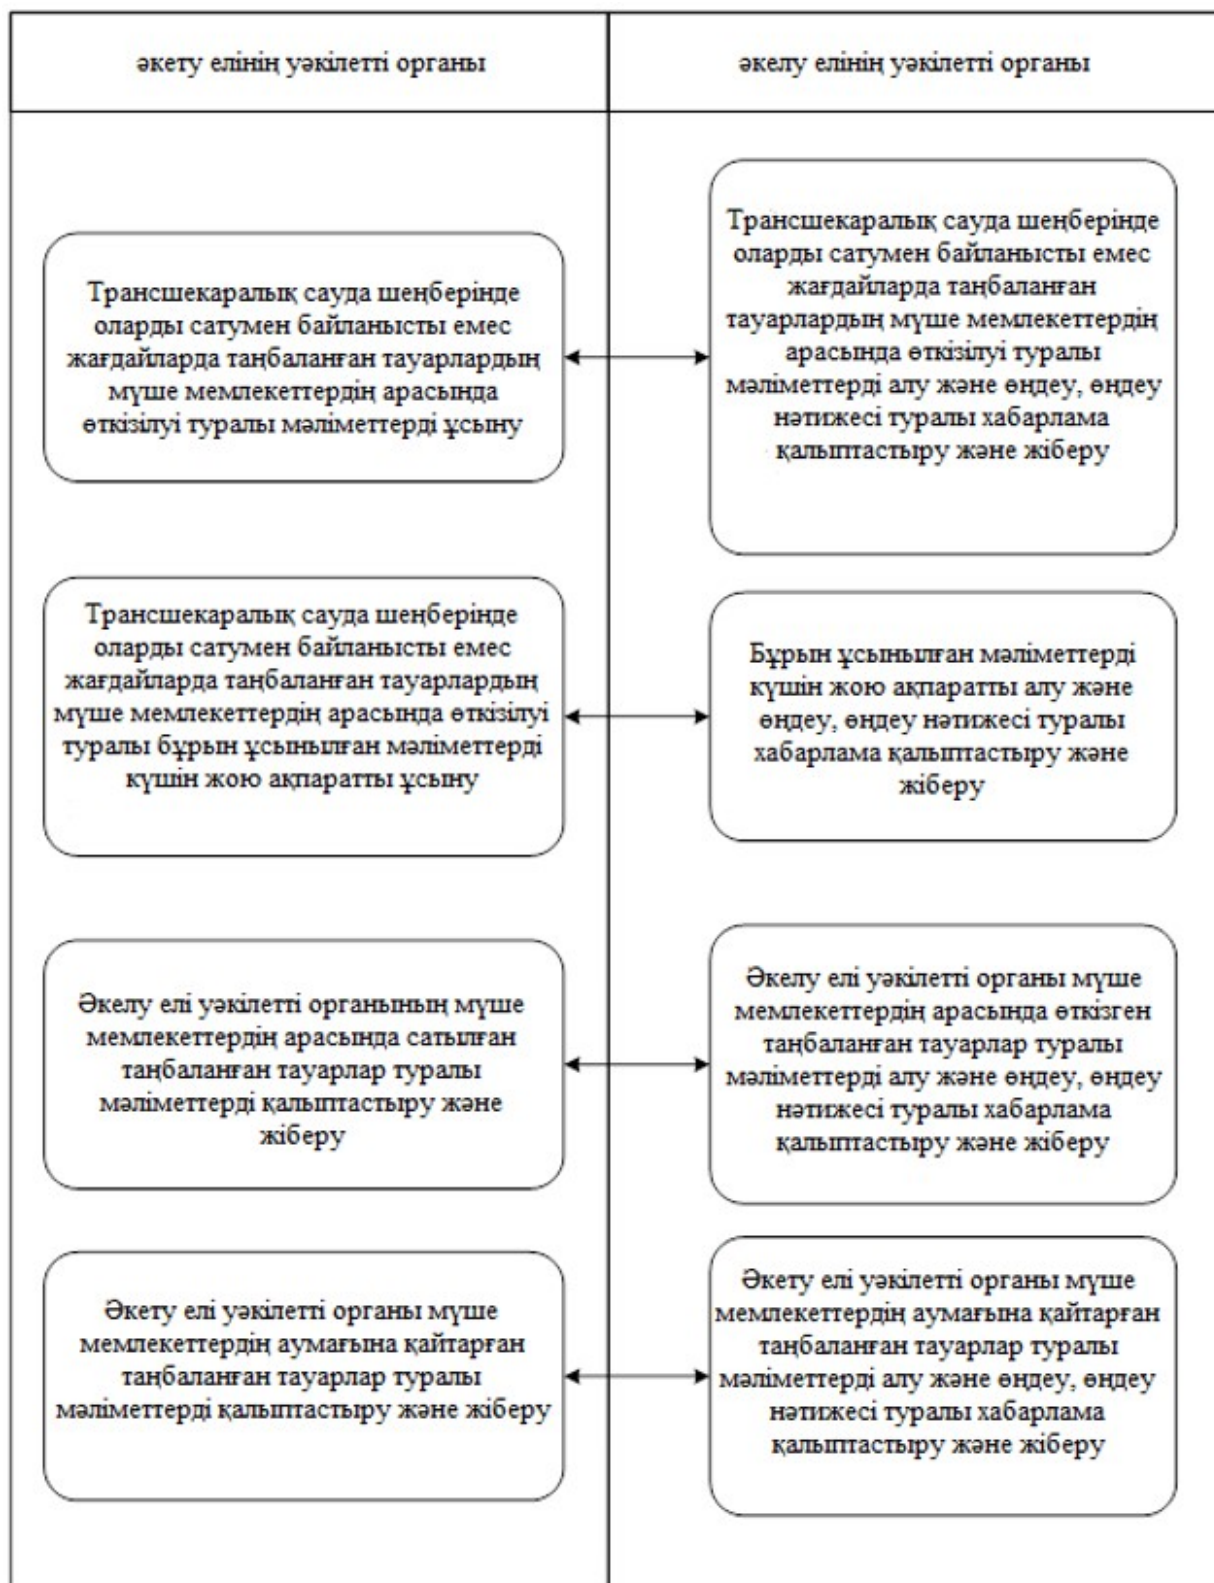 әкету елінің уәкілетті органы
әкелу елінің уәкілетті органы
Трансшекаралық сауда шеңберінде
оларды сатумен байланысты емес
жағдайларда таңбаланған тауарлардың
мүше мемлекеттердің арасында
өткізілуі туралы мәліметтерді ұсыну
Трансшекаралық сауда шеңберінде
оларды сатумен байланысты емес
жағдайларда таңбаланған
тауарлардың мүше мемлекеттердің
арасында өткізілуі туралы
мәліметтерді алу және өңдеу, өңдеу
нәтижесі туралы хабарлама
қалыптастыру және жіберу
Трансшекаралық сауда шеңберінде
оларды сатумен байланысты емес
жағдайларда таңбаланған тауарлардың
мүше мемлекеттердің арасында өткізілуі
туралы бұрын ұсынылған мәліметтерді
күшін жою ақпаратты ұсыну
Бұрын ұсынылған мәліметтерді
күшін жою ақпаратты алу және
өңдеу, өңдеу нәтижесі туралы
хабарлама қалыптастыру және
жіберу
Әкелу елі уәкілетті органының мүше
мемлекеттердің арасында сатылған
таңбаланған тауарлар туралы
мәліметтерді қалыптастыру және
жіберу
Әкелу елі уәкілетті органы мүше
мемлекеттердің арасында өткізген
таңбаланған тауарлар туралы
мәліметтерді алу және өңдеу, өңдеу
нәтижесі туралы хабарлама
қалыптастыру және жіберу
Әкету елі уәкілетті органы мүше
мемлекеттердің аумағына қайтарған
таңбаланған тауарлар туралы
мәліметтерді қалыптастыру және жіберу
Әкету елі уәкілетті органы мүше
мемлекеттердің аумағына қайтарған
таңбаланған тауарлар туралы
мәліметтерді алу және өңдеу, өңдеу
нәтижесі туралы хабарлама
қалыптастыру және жіберу